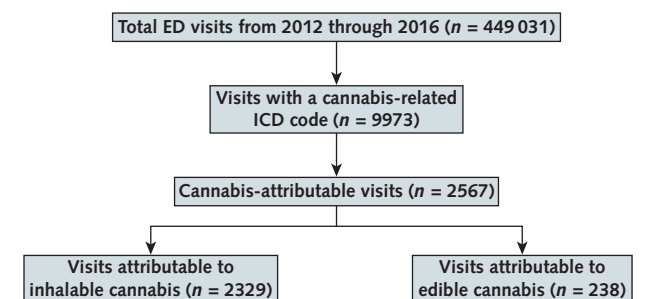 Total ED visits from 2012 through 2016 (n = 449 031)
Visits with a cannabis-related
ICD code (n = 9973)
Cannabis-attributable visits (n = 2567)
Visits attributable to
inhalable cannabis (n = 2329)
Visits attributable to
edible cannabis (n = 238)